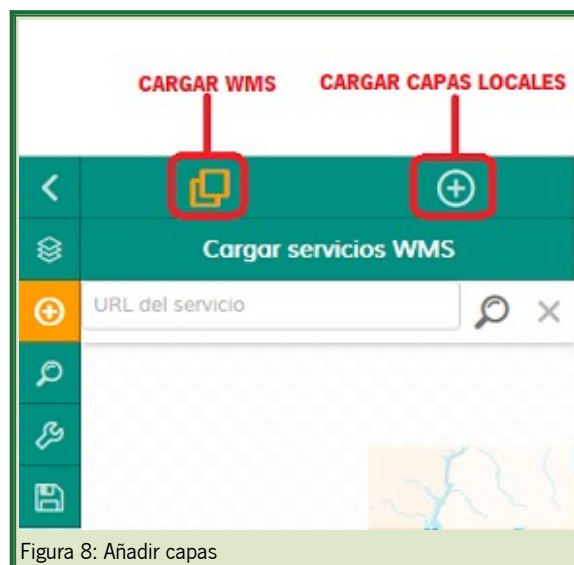 CARGAR WMS CARGAR CAPAS LOCALES
Cargar servicios WMS
URL del servicio
Figura 8: Añadir capas